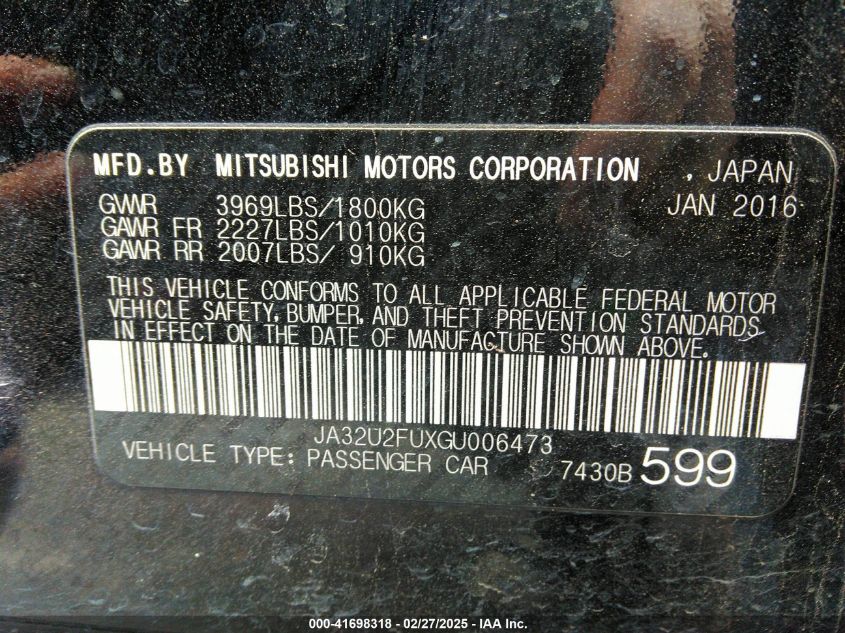 MFD.BY MITSUBISHI MOTORS CORPORATION , JAPAN
GVWR 3969LBS/1800KG JAN 2016
GAWR FR 2227LBS/1010KG
GAWR RR 2007LBS/ 910KG
THIS VEHICLE CONFORMS TO ALL APPLICABLE FEDERAL MOTOR
VEHICLE SAFETY, BUMPER, AND THEFT PREVENTION STANDARDS
IN EFFECT ON THE DATE OF MANUFACTURE SHOWN ABOVE.
JA32U2FUXGU006473
VEHICLE TYPE: PASSENGER CAR 7430B 599
000-41698318 - 02/27/2025 - IAA Inc.